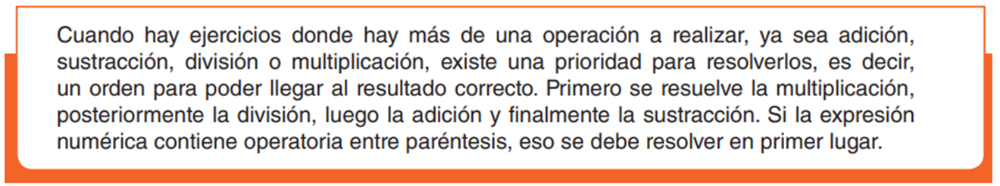 Cuando hay ejercicios donde hay más de una operación a realizar, ya sea adición,
sustracción, división o multiplicación, existe una prioridad para resolverlos, es decir,
un orden para poder llegar al resultado correcto. Primero se resuelve la multiplicación,
posteriormente la división, luego la adición y finalmente la sustracción. Si la expresión
numérica contiene operatoria entre paréntesis, eso se debe resolver en primer lugar.